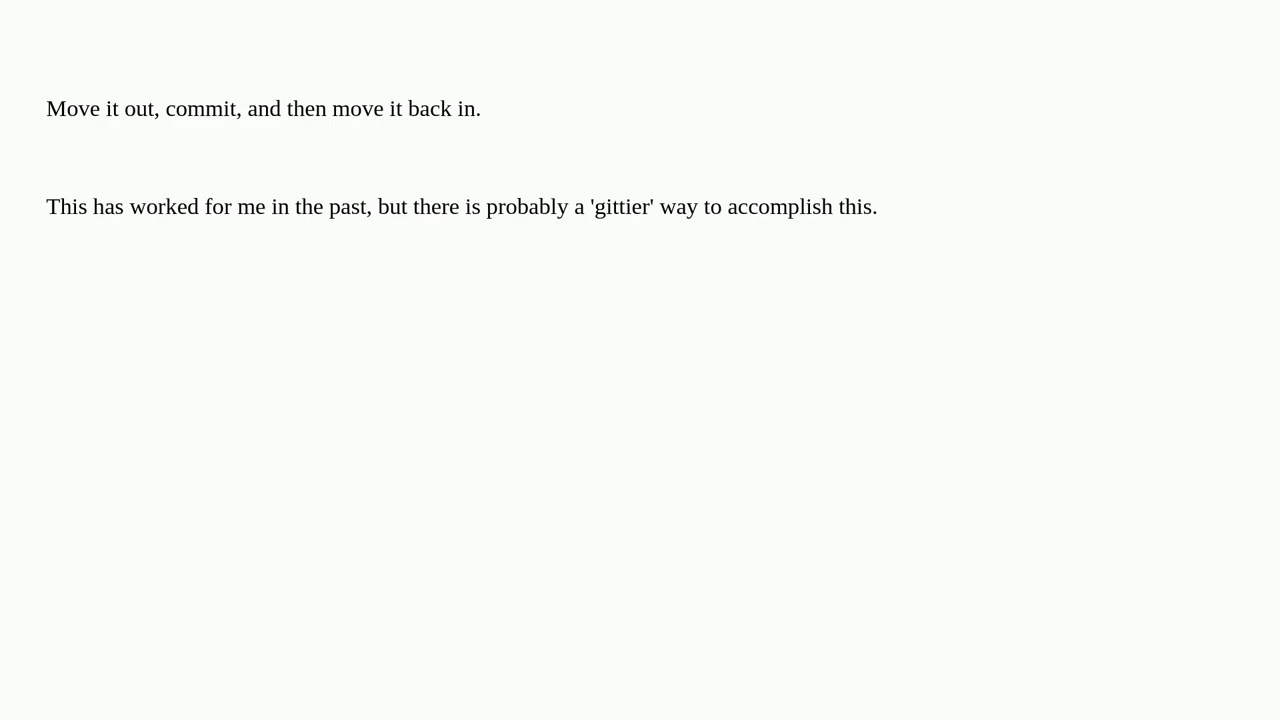 Move it out, commit, and then move it back in.
This has worked for me in the past, but there is probably a 'gittier' way to accomplish this.